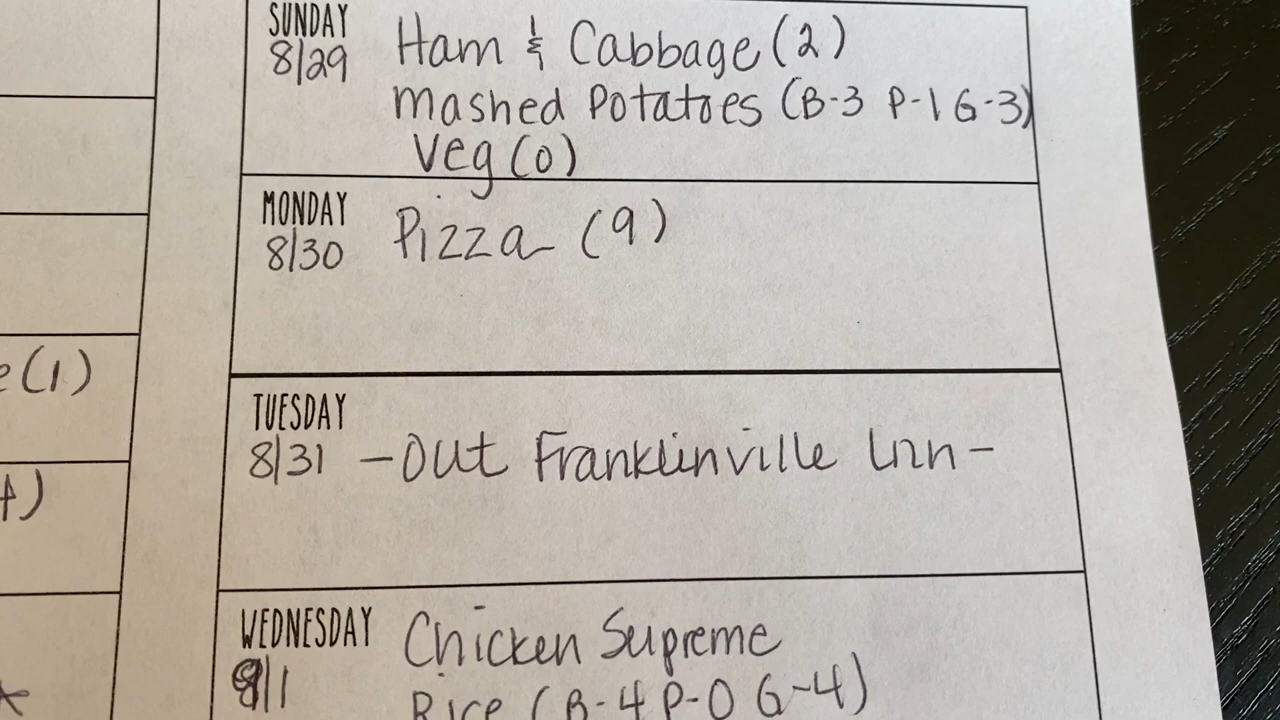 SUNDAY
8/29
Ham & Cabbage (2)
Mashed Potatoes (B-3 P-1 G-3)
Veg (0)
MONDAY
8/30
Pizza (9)
TUESDAY
8/31
-Out Franklinville Inn-
WEDNESDAY
9/1
Chicken Supreme
Rice (B-4 P-0 G-4)
e (1)
)